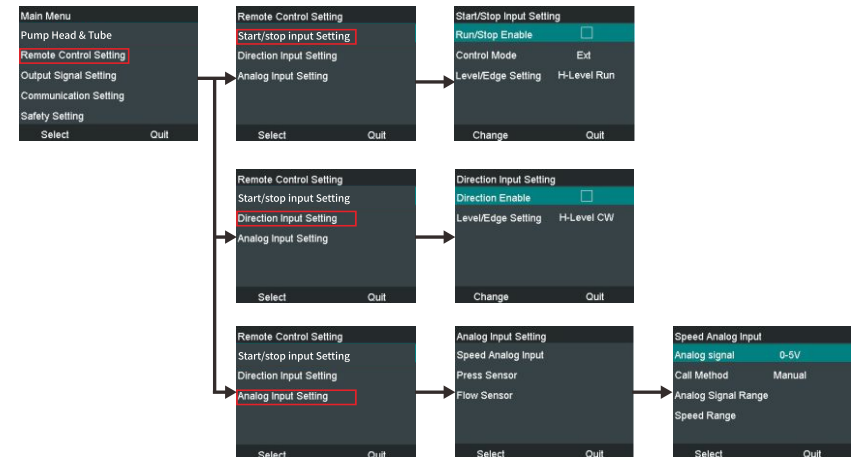 Main Menu
Pump Head & Tube
Remote Control Setting
Output Signal Setting
Communication Setting
Safety Setting
Select Quit
Remote Control Setting
Start/stop input Setting
Direction Input Setting
Analog Input Setting
Select Quit
Start/Stop Input Setting
Run/Stop Enable
Control Mode Ext
Level/Edge Setting H-Level Run
Change Quit
Remote Control Setting
Start/stop input Setting
Direction Input Setting
Analog Input Setting
Select Quit
Direction Input Setting
Direction Enable
Level/Edge Setting H-Level CW
Change Quit
Remote Control Setting
Start/stop input Setting
Direction Input Setting
Analog Input Setting
Select Quit
Analog Input Setting
Speed Analog Input
Press Sensor
Flow Sensor
Select Quit
Speed Analog Input
Analog signal 0-5V
Call Method Manual
Analog Signal Range
Speed Range
Select Quit